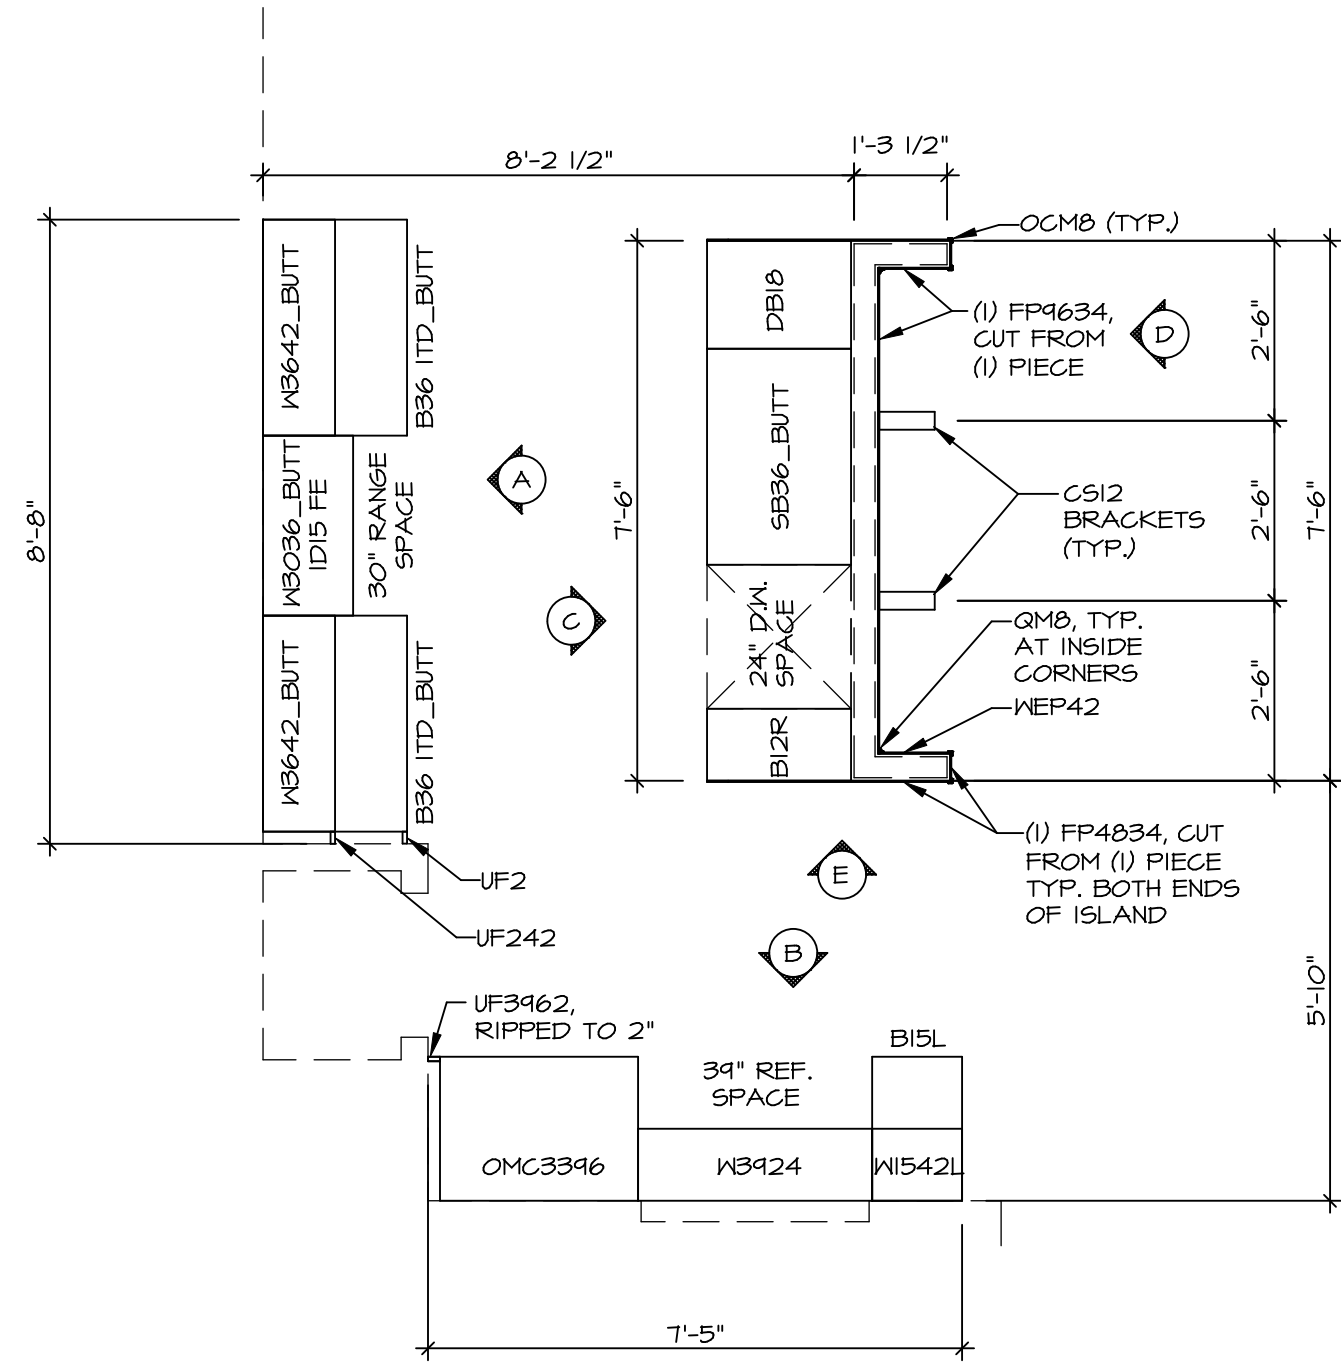 8'-2 1/2"
1'-3 1/2"
OCM8 (TYP.)
W3642_BUTT
B36 1TD_BUTT
DB18
(1) FP9634,
CUT FROM
(1) PIECE
D
2'-6"
8'-8"
W3036_BUTT
1D15 FE
30" RANGE
SPACE
A
7'-6"
SB36_BUTT
CS12
BRACKETS
(TYP.)
2'-6"
7'-6"
C
24" D.W.
SPACE
QM8, TYP.
AT INSIDE
CORNERS
WEP42
2'-6"
W3642_BUTT
B36 1TD_BUTT
B12R
(1) FP4834, CUT
FROM (1) PIECE
TYP. BOTH ENDS
OF ISLAND
UF2
E
UF242
B
5'-10"
UF3962,
RIPPED TO 2"
B15L
39" REF.
SPACE
OMC3396
W3924
W1542L
7'-5"